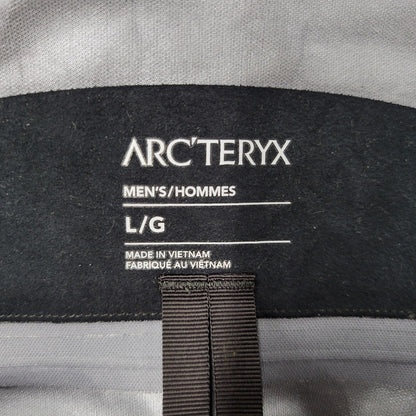 ARC'TERYX
MEN'S/HOMMES
L/G
MADE IN VIETNAM
FABRIQUÉ AU VIÊTNAM